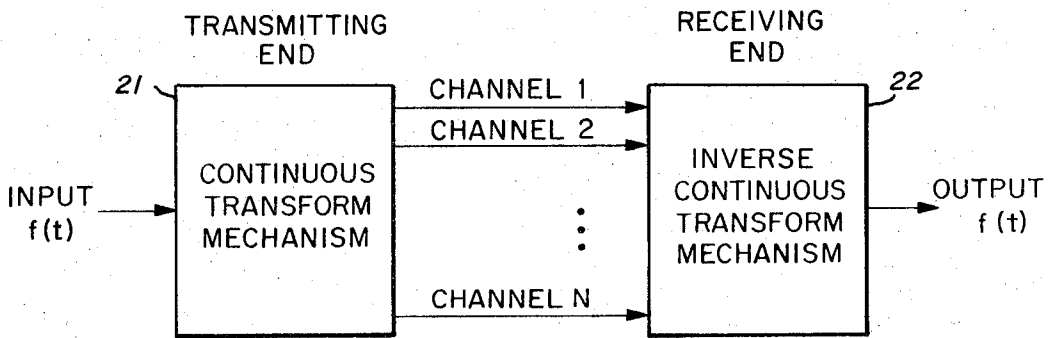 TRANSMITTING
END
RECEIVING
END
21
22
CHANNEL 1
CHANNEL 2
CHANNEL N
INPUT
f(t)
CONTINUOUS
TRANSFORM
MECHANISM
INVERSE
CONTINUOUS
TRANSFORM
MECHANISM
OUTPUT
f(t)